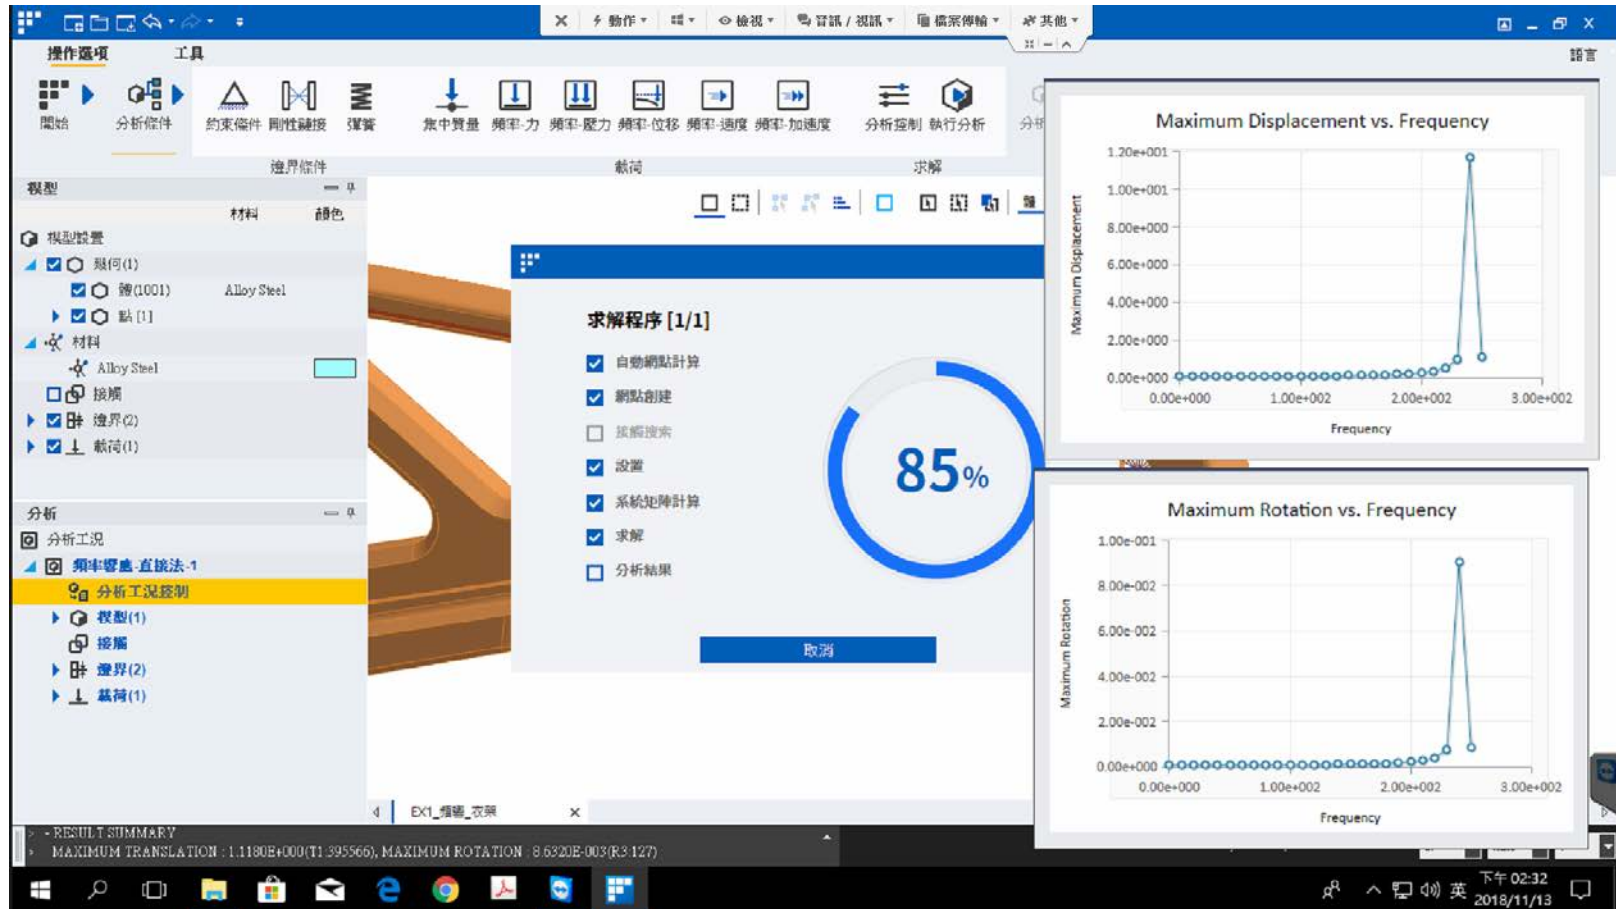 動作 檢視 音訊 / 視訊 檔案傳輸 其他
操作選項 工具 語言
開始 分析條件 約束條件 剛性鏈接 彈簧 集中質量 頻率-力 頻率-壓力 頻率-位移 頻率-速度 頻率-加速度 分析控制 執行分析
邊界條件 載荷 求解
模型
材料 顏色
模型設置
幾何(1)
體(1001) Alloy Steel
點 [1]
材料
Alloy Steel
接觸
邊界(2)
載荷(1)
分析
分析工況
頻率響應-直接法-1
分析工況控制
模型(1)
接觸
邊界(2)
載荷(1)
求解程序 [1/1]
自動網點計算
網點創建
接觸搜索
設置
系統矩陣計算
求解
分析結果
85%
取消
Maximum Displacement vs. Frequency
Maximum Displacement
1.20e+001
1.00e+001
8.00e+000
6.00e+000
4.00e+000
2.00e+000
0.00e+000
0.00e+000 1.00e+002 2.00e+002 3.00e+002
Frequency
Maximum Rotation vs. Frequency
Maximum Rotation
1.00e-001
8.00e-002
6.00e-002
4.00e-002
2.00e-002
0.00e+000
0.00e+000 1.00e+002 2.00e+002 3.00e+002
Frequency
EX1_頻響_衣架 ×
> - RESULT SUMMARY
> MAXIMUM TRANSLATION : 1.1180E+000(T1:395566), MAXIMUM ROTATION : 8.6320E-003(R3:127)
英
下午 02:32
2018/11/13